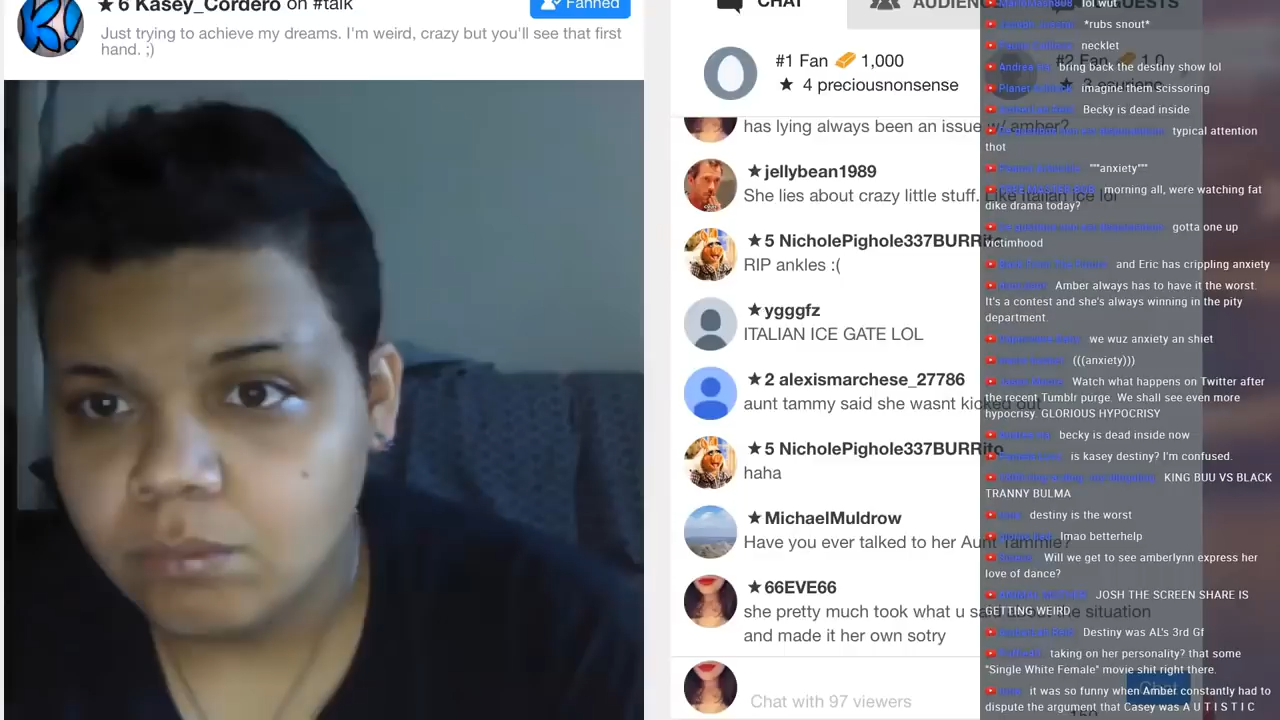 ★ 6 Kasey_Cordero on #talk
Fanned
Just trying to achieve my dreams. I'm weird, crazy but you'll see that first
hand. ;)
CHAT
AUDIENCE
#1 Fan 1,000
★ 4 preciousnonsense
#2 Fan
has lying always been an issue w/ amber?
★ jellybean1989
She lies about crazy little stuff. Like Italian ice lol
★ 5 NicholePighole337BURRito
RIP ankles :(
★ ygggfz
ITALIAN ICE GATE LOL
★ 2 alexismarchese_27786
aunt tammy said she wasnt kicked out
★ 5 NicholePighole337BURRito
haha
★ MichaelMuldrow
Have you ever talked to her Aunt Tammie?
★ 66EVE66
she pretty much took what u said about the situation
and made it her own sotry
Chat with 97 viewers
Chat
lol wut
*rubs snout*
necklet
bring back the destiny show lol
imagine them scissoring
Becky is dead inside
typical attention
thot
"""anxiety"""
morning all, were watching fat
dike drama today?
gotta one up
victimhood
and Eric has crippling anxiety
Amber always has to have it the worst.
It's a contest and she's always winning in the pity
department.
we wuz anxiety an shiet
(((anxiety)))
Watch what happens on Twitter after
the recent Tumblr purge. We shall see even more
hypocrisy. GLORIOUS HYPOCRISY
becky is dead inside now
is kasey destiny? I'm confused.
KING BUU VS BLACK
TRANNY BULMA
destiny is the worst
lmao betterhelp
Will we get to see amberlynn express her
love of dance?
JOSH THE SCREEN SHARE IS
GETTING WEIRD
Destiny was AL's 3rd Gf
taking on her personality? that some
"Single White Female" movie shit right there.
it was so funny when Amber constantly had to
dispute the argument that Casey was A U T I S T I C